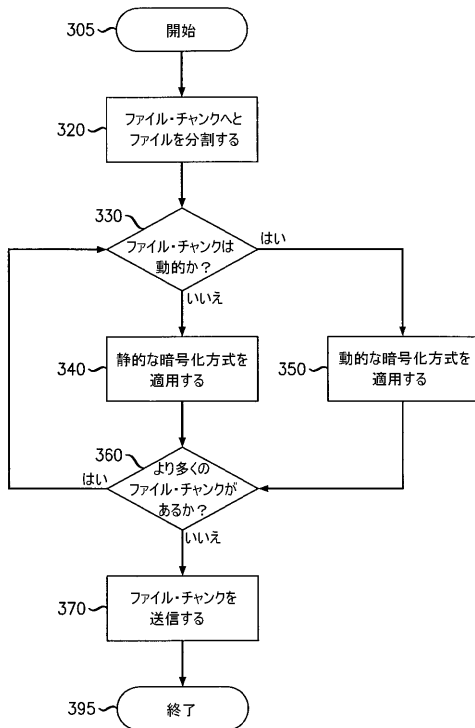 305
開始
320
ファイル・チャンクへと
ファイルを分割する
330
ファイル・チャンクは
動的か？
はい
いいえ
340
静的な暗号化方式を
適用する
350
動的な暗号化方式を
適用する
360
より多くの
ファイル・チャンクが
あるか？
はい
いいえ
370
ファイル・チャンクを
送信する
395
終了